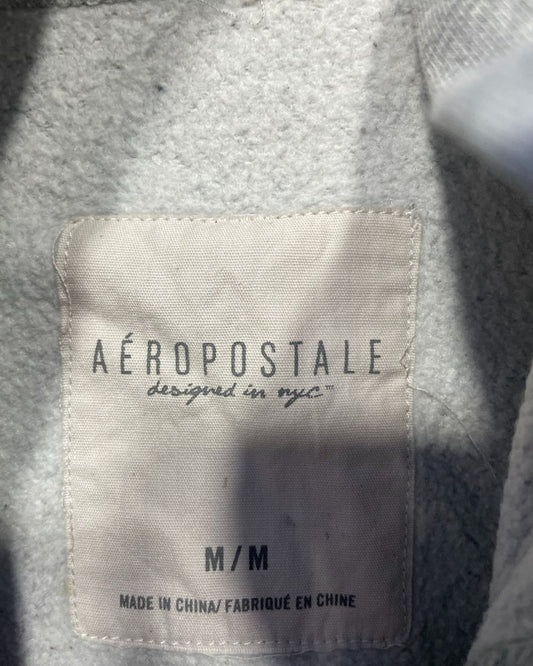 AÉROPOSTALE
designed in nyc™
M/M
MADE IN CHINA/FABRIQUÉ EN CHINE